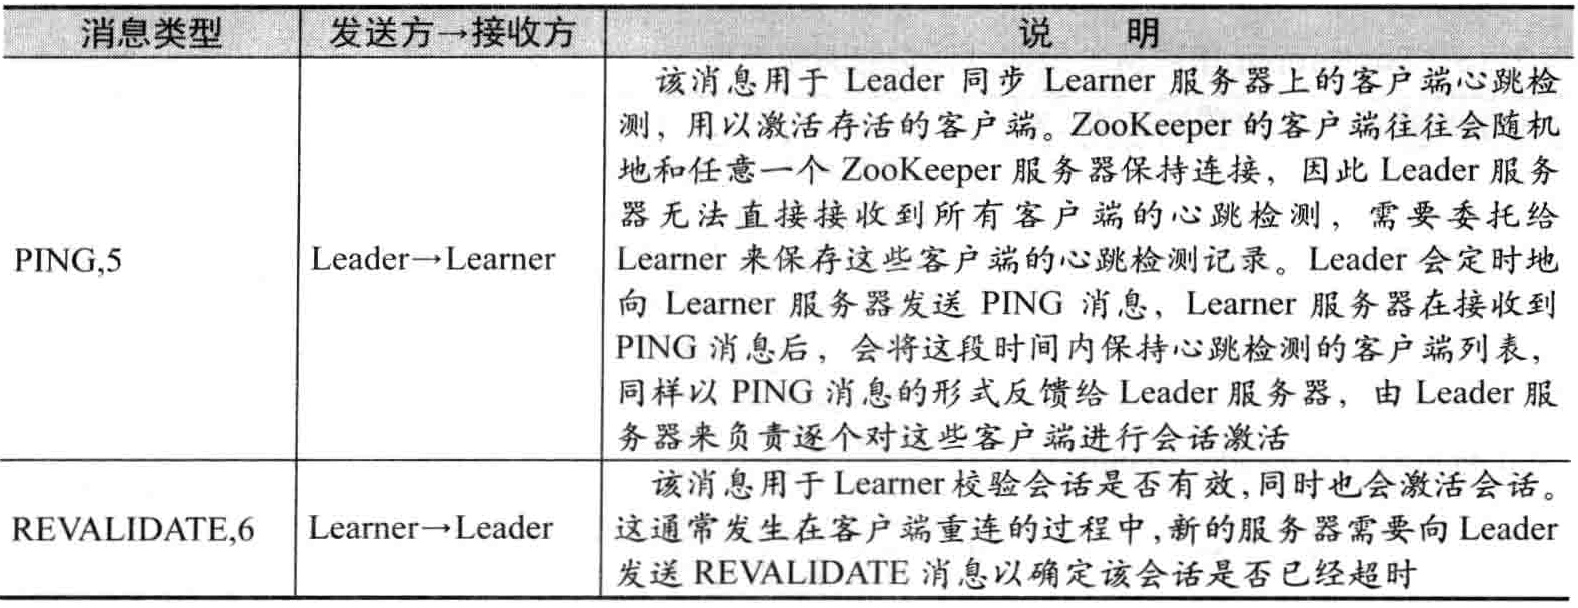 消息类型 发送方→接收方 说 明
该消息用于 Leader 同步 Learner 服务器上的客户端心跳检
测，用以激活存活的客户端。ZooKeeper 的客户端往往会随机
地和任意一个 ZooKeeper 服务器保持连接，因此 Leader 服务
器无法直接接收到所有客户端的心跳检测，需要委托给
PING,5 Leader→Learner Learner 来保存这些客户端的心跳检测记录。Leader 会定时地
向 Learner 服务器发送 PING 消息，Learner 服务器在接收到
PING 消息后，会将这段时间内保持心跳检测的客户端列表，
同样以 PING 消息的形式反馈给 Leader 服务器，由 Leader 服
务器来负责逐个对这些客户端进行会话激活
该消息用于 Learner 校验会话是否有效，同时也会激活会话。
REVALIDATE,6 Learner→Leader 这通常发生在客户端重连的过程中，新的服务器需要向 Leader
发送 REVALIDATE 消息以确定该会话是否已经超时